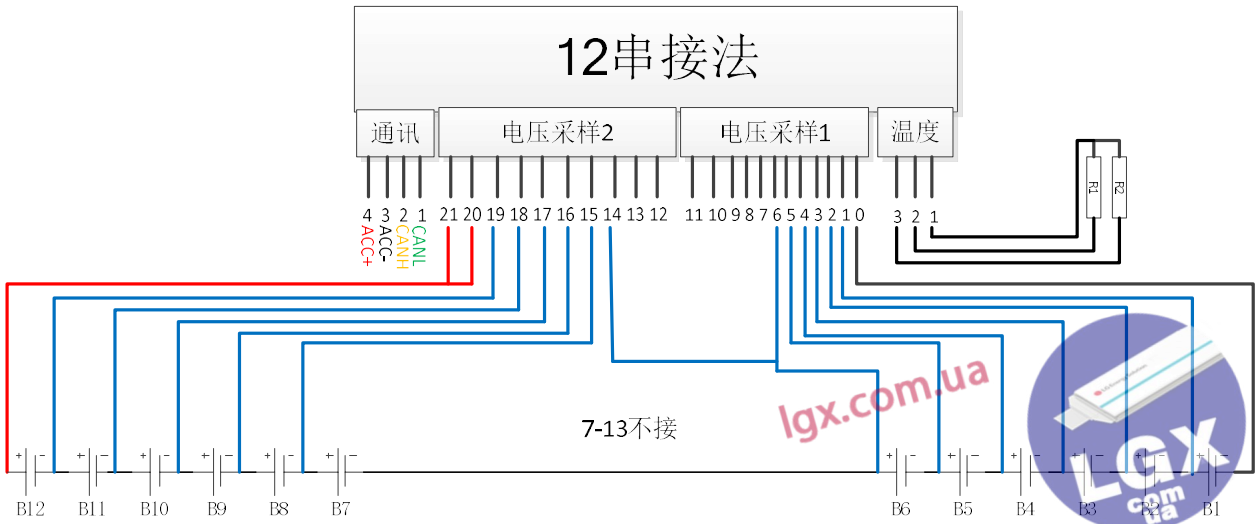 12串接法
通讯 电压采样2 电压采样1 温度
4 3 2 1 21 20 19 18 17 16 15 14 13 12 11 10 9 8 7 6 5 4 3 2 1 0 3 2 1
ACC+ ACC- CANH CANL
R1 R2
7-13不接
lgx.com.ua
+ - + - + - + - + - + - + - + - + - + - + - + -
B12 B11 B10 B9 B8 B7 B6 B5 B4 B3 B2 B1
LGX
com
ua